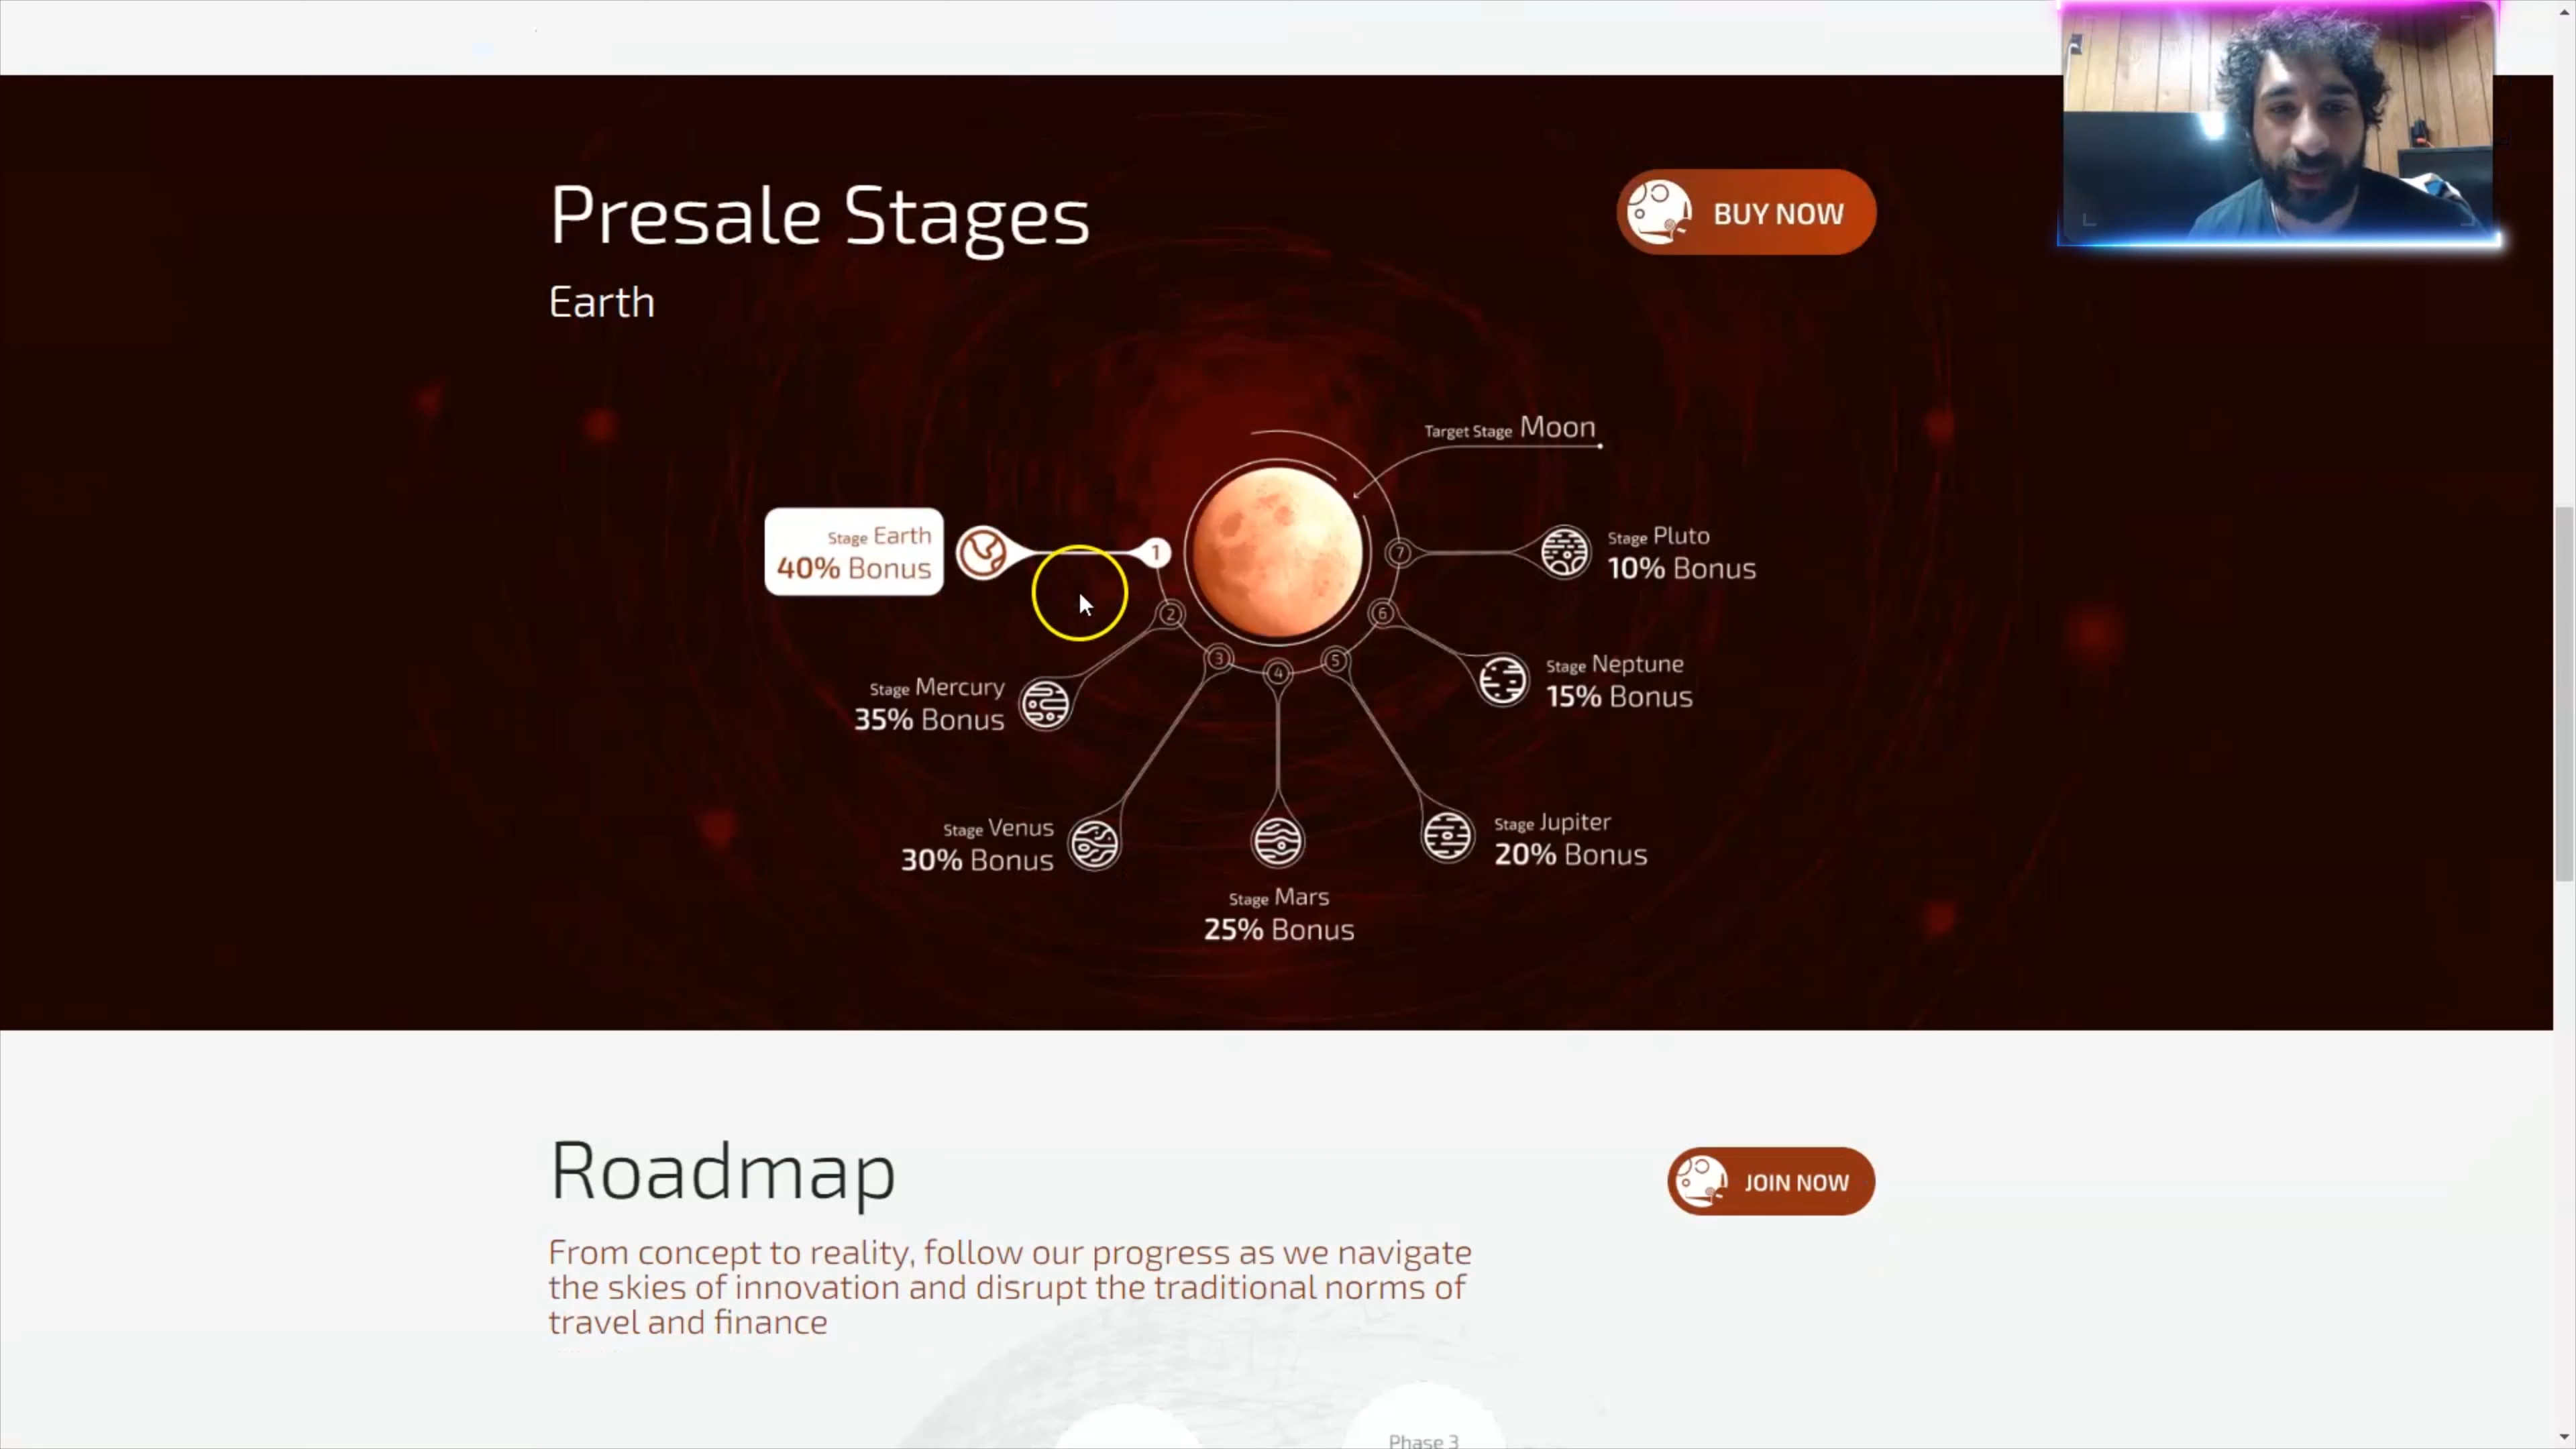 Presale Stages
BUY NOW
Earth
Target Stage Moon
Stage Earth
40% Bonus
1
7
Stage Pluto
10% Bonus
2
6
3
4
5
Stage Mercury
35% Bonus
Stage Neptune
15% Bonus
Stage Venus
30% Bonus
Stage Jupiter
20% Bonus
Stage Mars
25% Bonus
Roadmap
JOIN NOW
From concept to reality, follow our progress as we navigate
the skies of innovation and disrupt the traditional norms of
travel and finance
Phase 3